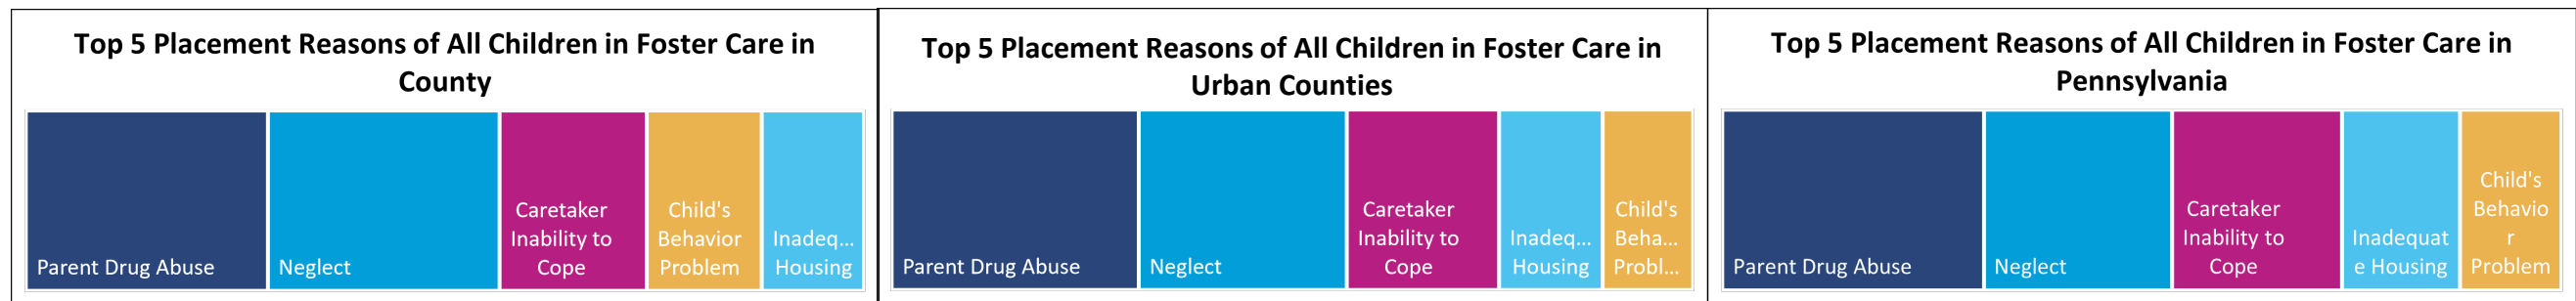 Top 5 Placement Reasons of All Children in Foster Care in
County
Parent Drug Abuse
Neglect
Caretaker
Inability to
Cope
Child's
Behavior
Problem
Inadeq...
Housing
Top 5 Placement Reasons of All Children in Foster Care in
Urban Counties
Parent Drug Abuse
Neglect
Caretaker
Inability to
Cope
Inadeq...
Housing
Child's
Beha...
Probl...
Top 5 Placement Reasons of All Children in Foster Care in
Pennsylvania
Parent Drug Abuse
Neglect
Caretaker
Inability to
Cope
Inadequat
e Housing
Child's
Behavio
r
Problem